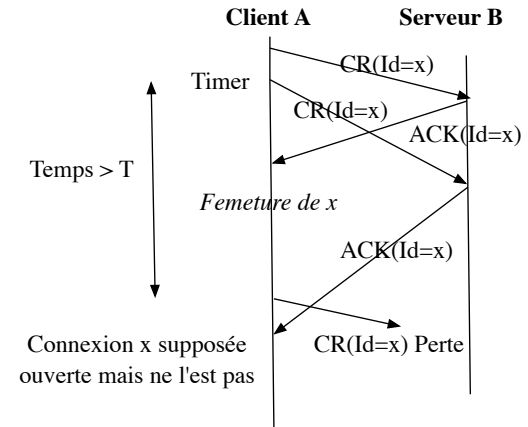 Client A
Serveur B
CR(Id=x)
Timer
CR(Id=x)
ACK(Id=x)
Temps > T
Femeture de x
ACK(Id=x)
Connexion x supposée
ouverte mais ne l'est pas
CR(Id=x) Perte